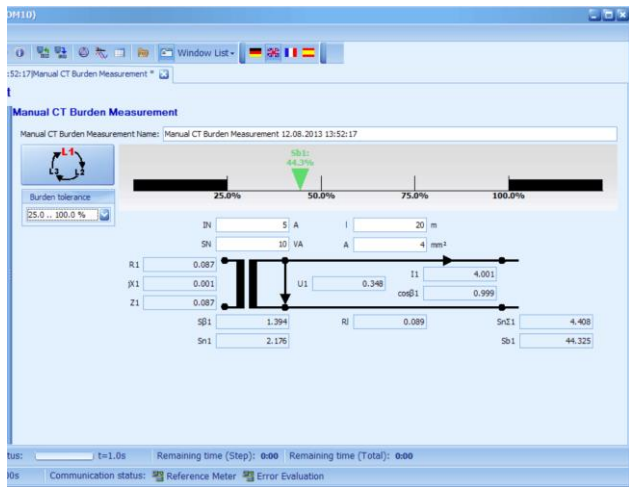 DM10)
Window List
:52:17|Manual CT Burden Measurement *
t
Manual CT Burden Measurement
Manual CT Burden Measurement Name: Manual CT Burden Measurement 12.08.2013 13:52:17
L1
L3 L2
Sb1:
44.3%
25.0% 50.0% 75.0% 100.0%
Burden tolerance
25.0 .. 100.0 %
IN 5 A l 20 m
SN 10 VA A 4 mm²
R1 0.087
jX1 0.001
Z1 0.087
U1 0.348
I1 4.001
cosβ1 0.999
Sβ1 1.394 Rl 0.089 SnΣ1 4.408
Sn1 2.176 Sb1 44.325
tus: t=1.0s Remaining time (Step): 0:00 Remaining time (Total): 0:00
00s Communication status: Reference Meter Error Evaluation